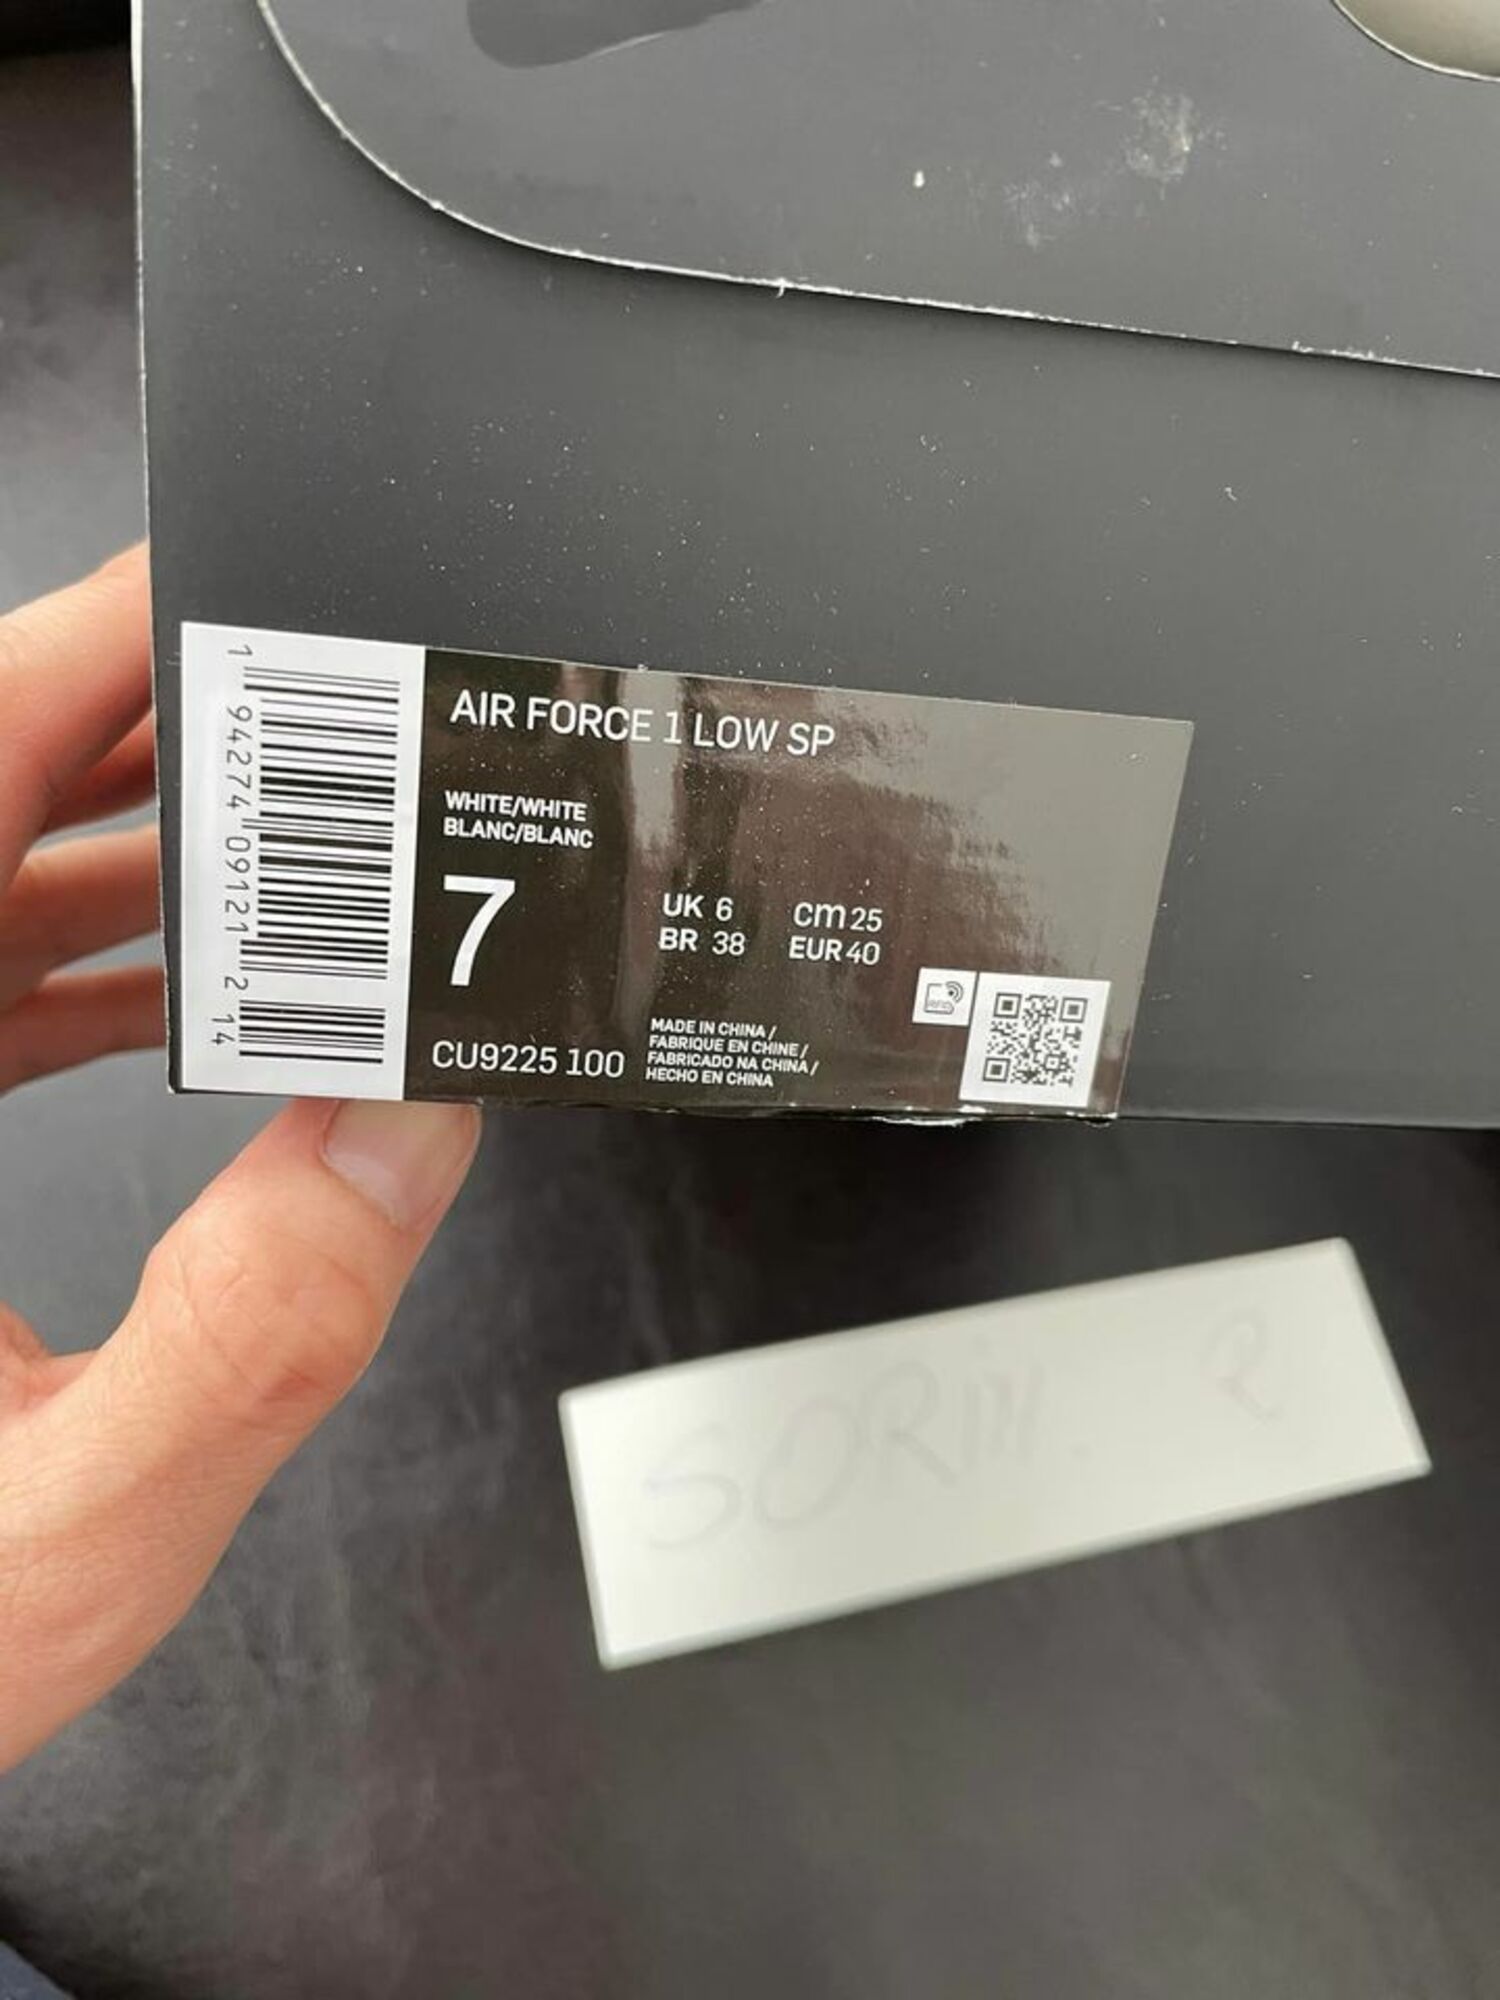 1 94274 09121 2 14
AIR FORCE 1 LOW SP
WHITE/WHITE
BLANC/BLANC
7
UK 6 cm 25
BR 38 EUR 40
RFID
CU9225 100
MADE IN CHINA /
FABRIQUE EN CHINE /
FABRICADO NA CHINA /
HECHO EN CHINA